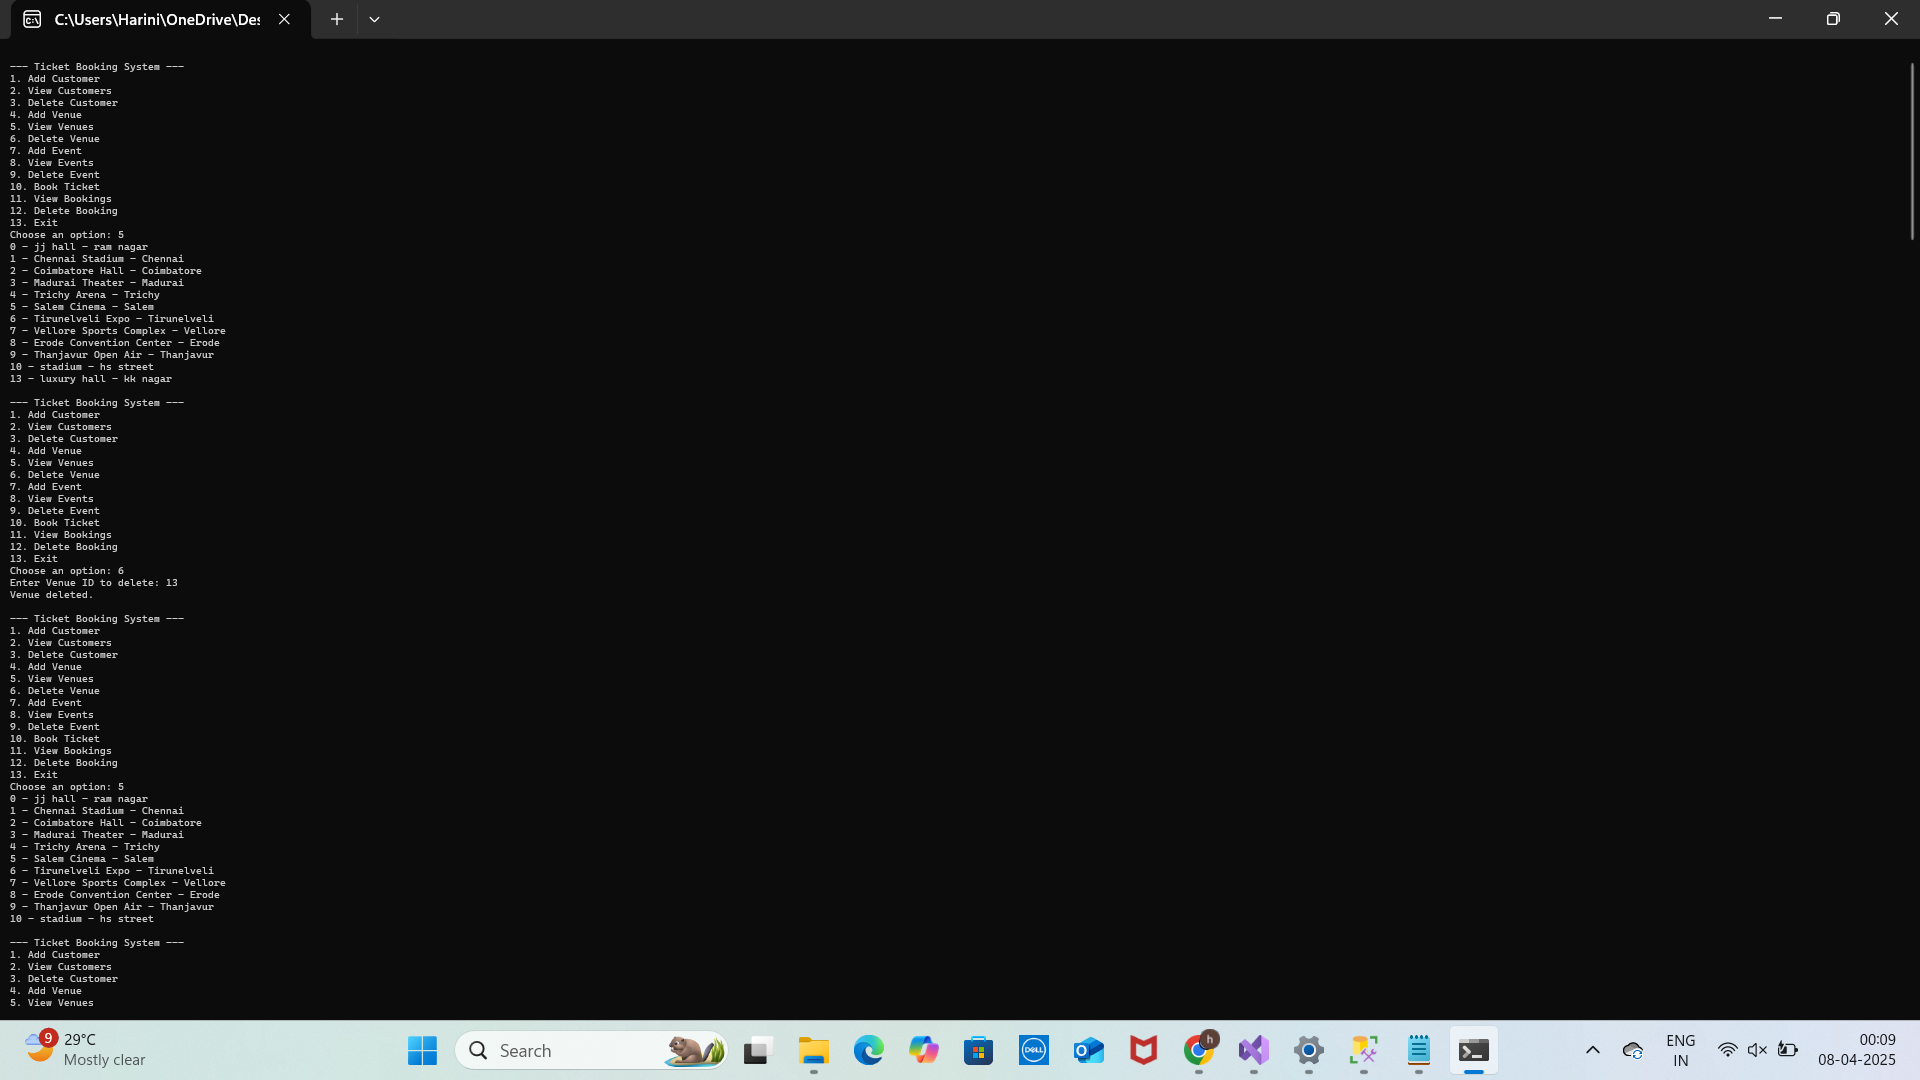 C:\Users\Harini\OneDrive\Des
--- Ticket Booking System ---
1. Add Customer
2. View Customers
3. Delete Customer
4. Add Venue
5. View Venues
6. Delete Venue
7. Add Event
8. View Events
9. Delete Event
10. Book Ticket
11. View Bookings
12. Delete Booking
13. Exit
Choose an option: 5
0 - jj hall - ram nagar
1 - Chennai Stadium - Chennai
2 - Coimbatore Hall - Coimbatore
3 - Madurai Theater - Madurai
4 - Trichy Arena - Trichy
5 - Salem Cinema - Salem
6 - Tirunelveli Expo - Tirunelveli
7 - Vellore Sports Complex - Vellore
8 - Erode Convention Center - Erode
9 - Thanjavur Open Air - Thanjavur
10 - stadium - hs street
13 - luxury hall - kk nagar
--- Ticket Booking System ---
1. Add Customer
2. View Customers
3. Delete Customer
4. Add Venue
5. View Venues
6. Delete Venue
7. Add Event
8. View Events
9. Delete Event
10. Book Ticket
11. View Bookings
12. Delete Booking
13. Exit
Choose an option: 6
Enter Venue ID to delete: 13
Venue deleted.
--- Ticket Booking System ---
1. Add Customer
2. View Customers
3. Delete Customer
4. Add Venue
5. View Venues
6. Delete Venue
7. Add Event
8. View Events
9. Delete Event
10. Book Ticket
11. View Bookings
12. Delete Booking
13. Exit
Choose an option: 5
0 - jj hall - ram nagar
1 - Chennai Stadium - Chennai
2 - Coimbatore Hall - Coimbatore
3 - Madurai Theater - Madurai
4 - Trichy Arena - Trichy
5 - Salem Cinema - Salem
6 - Tirunelveli Expo - Tirunelveli
7 - Vellore Sports Complex - Vellore
8 - Erode Convention Center - Erode
9 - Thanjavur Open Air - Thanjavur
10 - stadium - hs street
--- Ticket Booking System ---
1. Add Customer
2. View Customers
3. Delete Customer
4. Add Venue
5. View Venues
9
29°C
Mostly clear
Search
DELL
h
ENG
IN
00:09
08-04-2025